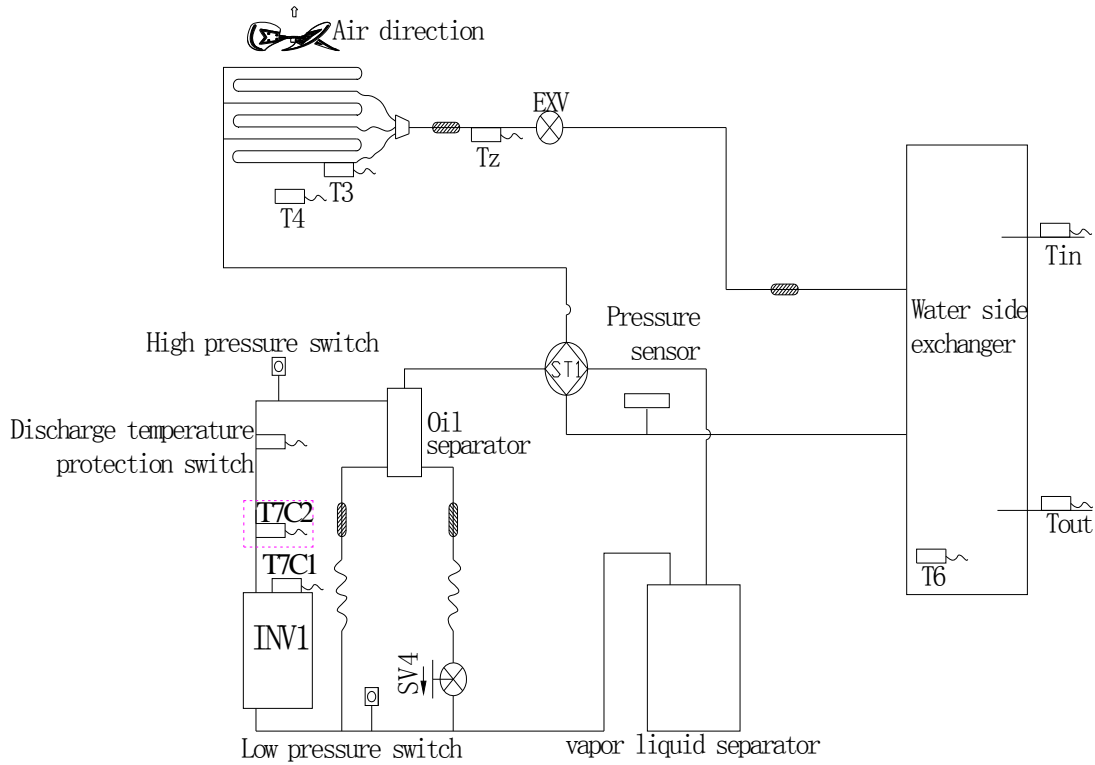 Air direction
EXV
Tz
T3
T4
Tin
Water side
exchanger
Pressure
sensor
High pressure switch
ST1
Discharge temperature
protection switch
Oil
separator
T7C2
Tout
T7C1
T6
INV1
SV4
Low pressure switch
vapor liquid separator